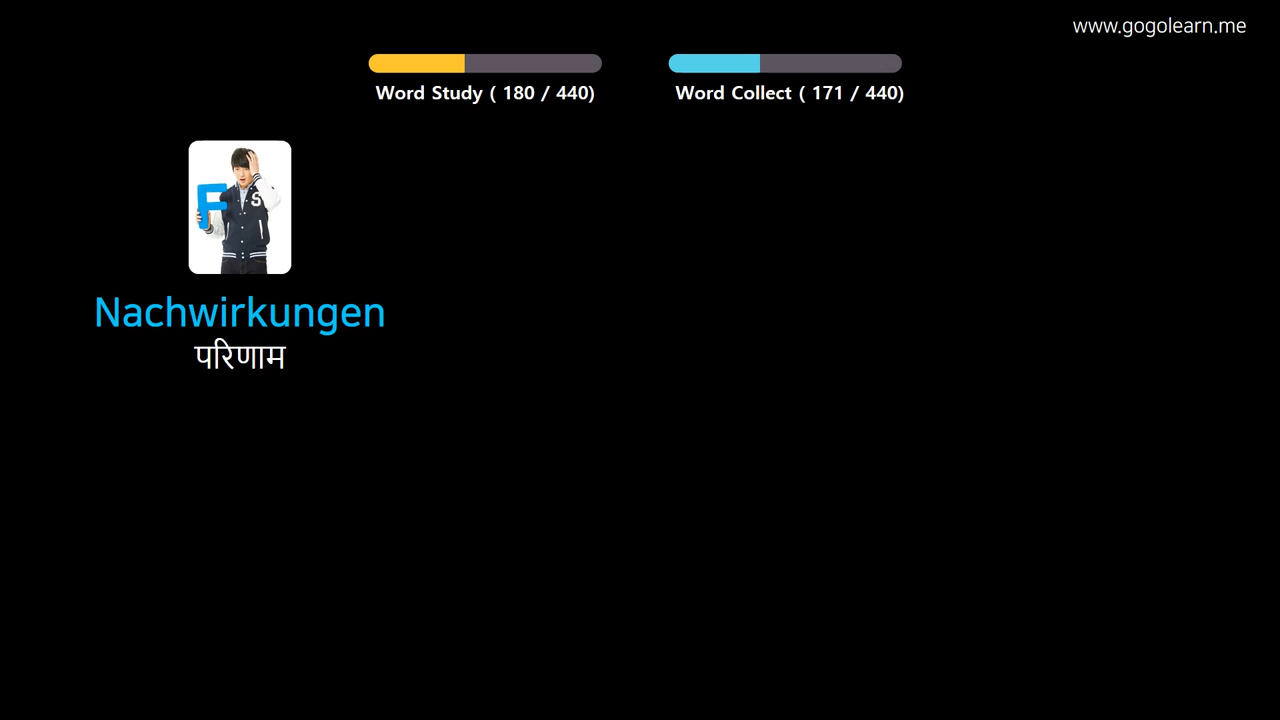 www.gogolearn.me
Word Study ( 180 / 440)
Word Collect ( 171 / 440)
F
S
Nachwirkungen
परिणाम